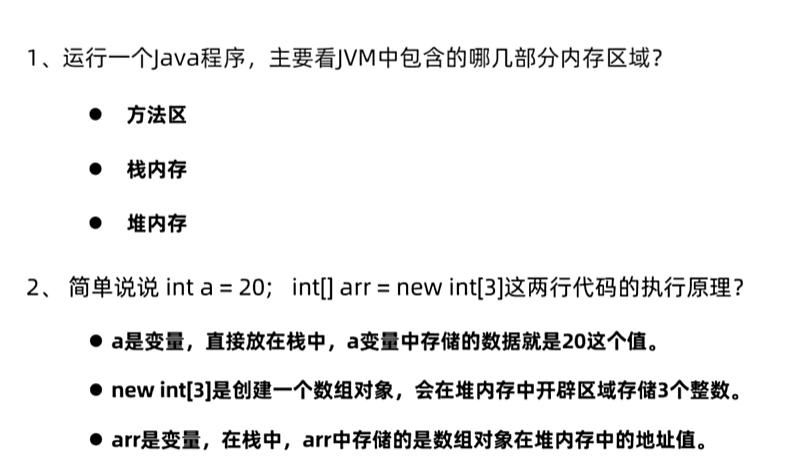 1、运行一个Java程序，主要看JVM中包含的哪几部分内存区域？
● 方法区
● 栈内存
● 堆内存
2、 简单说说 int a = 20； int[] arr = new int[3]这两行代码的执行原理？
● a是变量，直接放在栈中，a变量中存储的数据就是20这个值。
● new int[3]是创建一个数组对象，会在堆内存中开辟区域存储3个整数。
● arr是变量，在栈中，arr中存储的是数组对象在堆内存中的地址值。